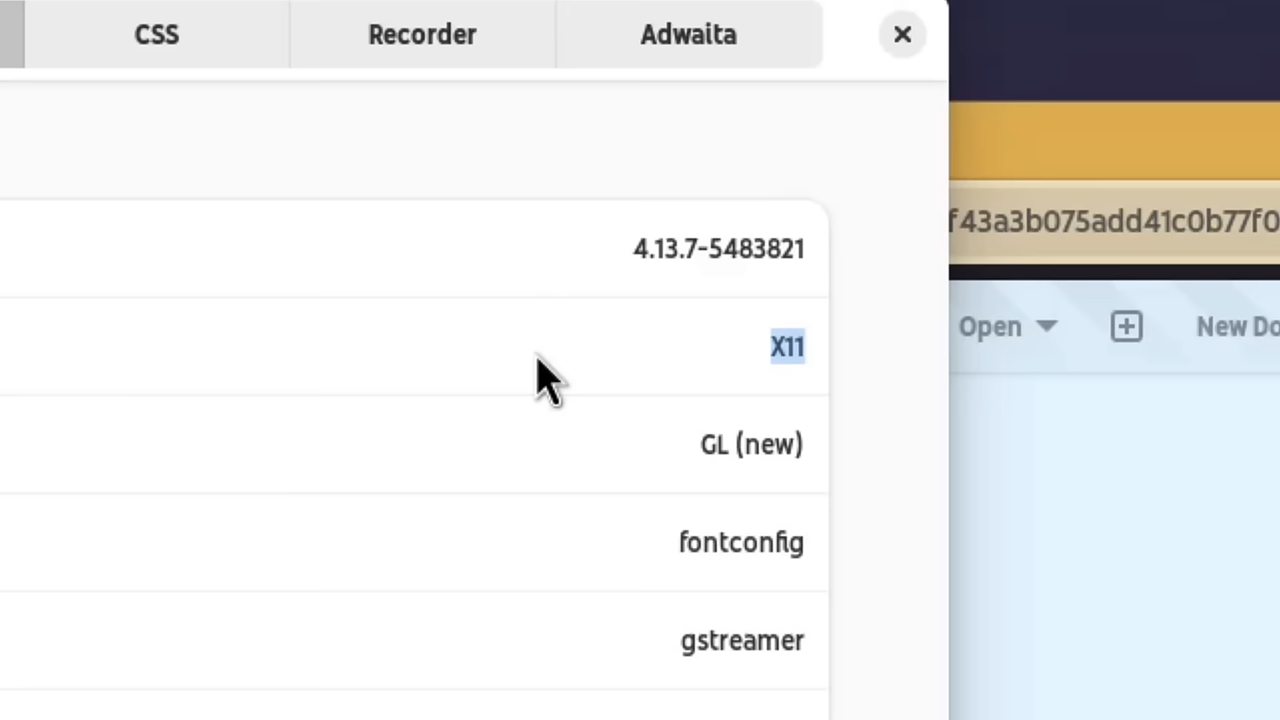 CSS Recorder Adwaita
4.13.7-5483821
f43a3b075add41c0b77f0
X11
Open New Do
GL (new)
fontconfig
gstreamer